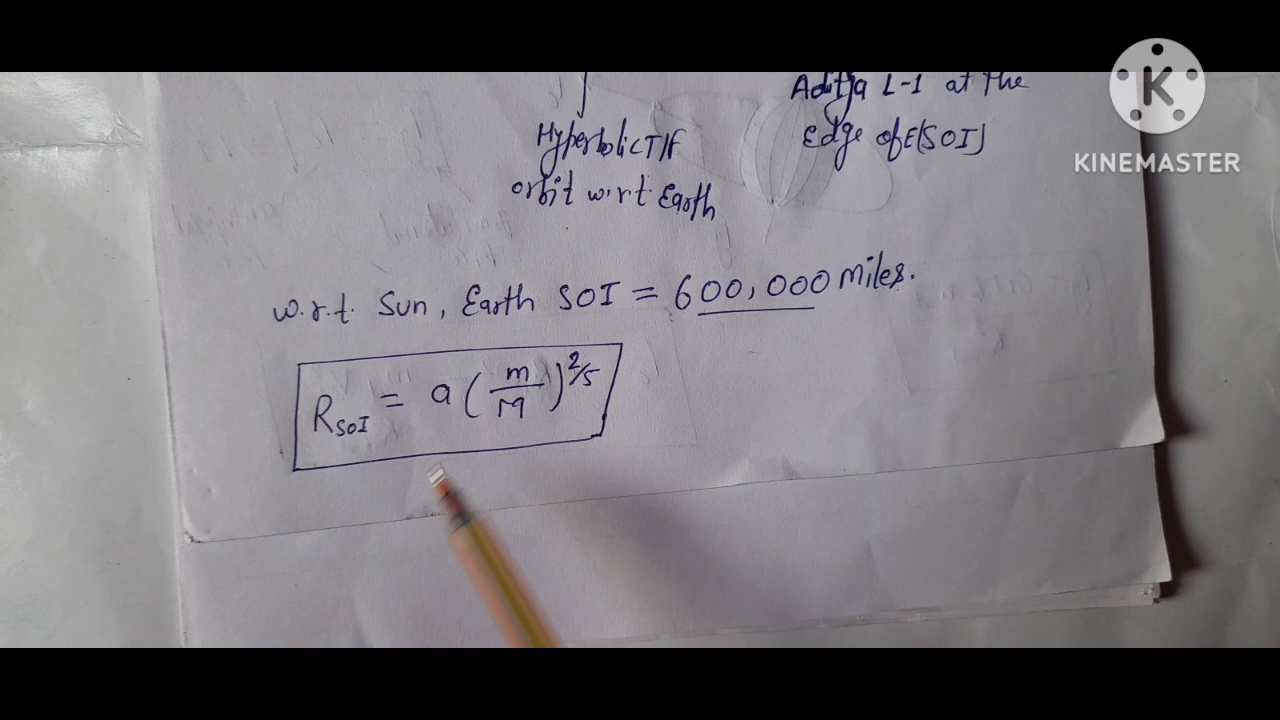 Aditya L-1 at the
Edge of E(SOI)
Hyperbolic T/F
orbit w.r.t. Earth
K
KINEMASTER
w.r.t. Sun, Earth SOI = 600,000 miles.
R_SOI = a (m/M)^2/5